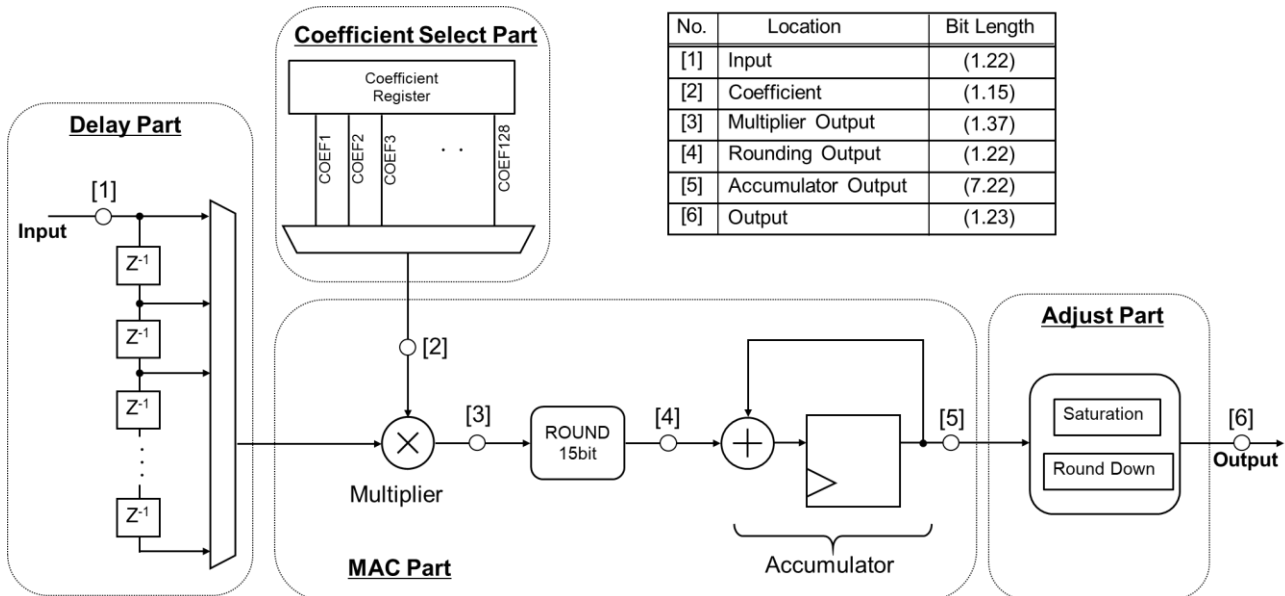 Coefficient Select Part
Coefficient
Register
COEF1
COEF2
COEF3
. .
COEF128
No. Location Bit Length
[1] Input (1.22)
[2] Coefficient (1.15)
[3] Multiplier Output (1.37)
[4] Rounding Output (1.22)
[5] Accumulator Output (7.22)
[6] Output (1.23)
Delay Part
[1]
Input
Z-1
Z-1
Z-1
Z-1
[2]
[3]
Multiplier
ROUND
15bit
[4]
[5]
Accumulator
MAC Part
Adjust Part
Saturation
Round Down
[6]
Output